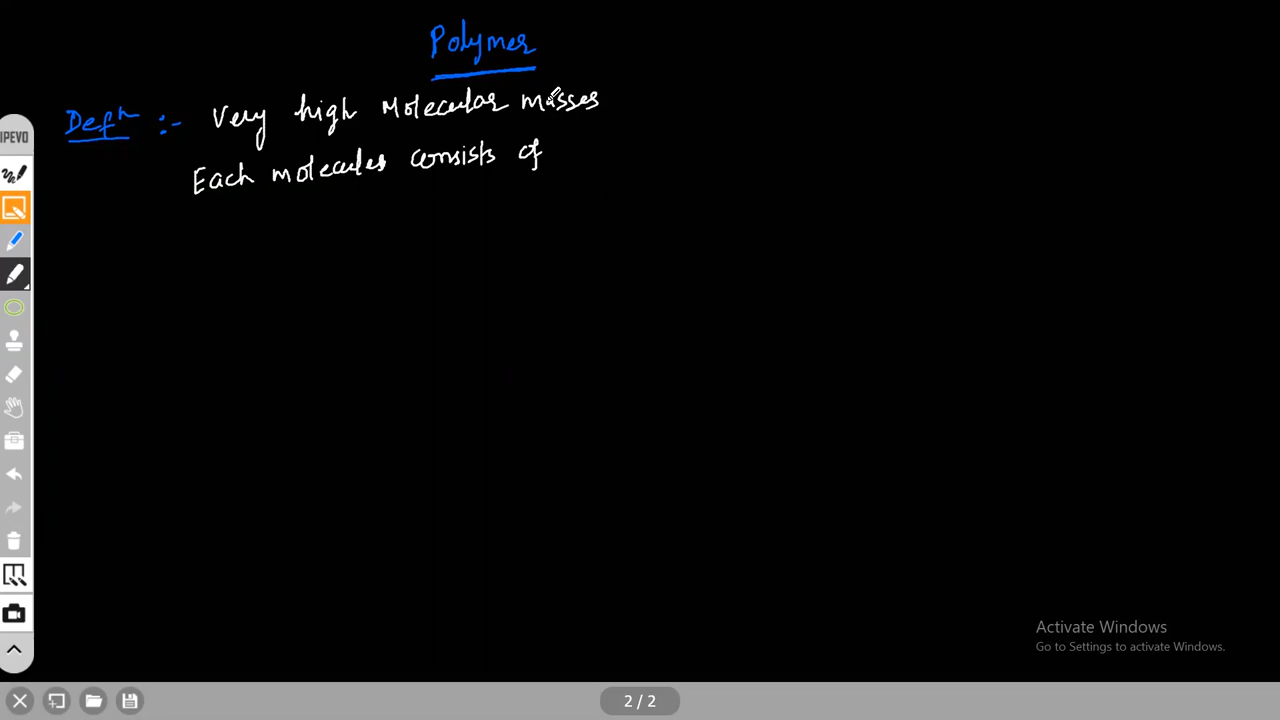 Polymer
Defn :- Very high Molecular masses
Each molecules consists of
IPEVO
Activate Windows
Go to Settings to activate Windows.
2 / 2